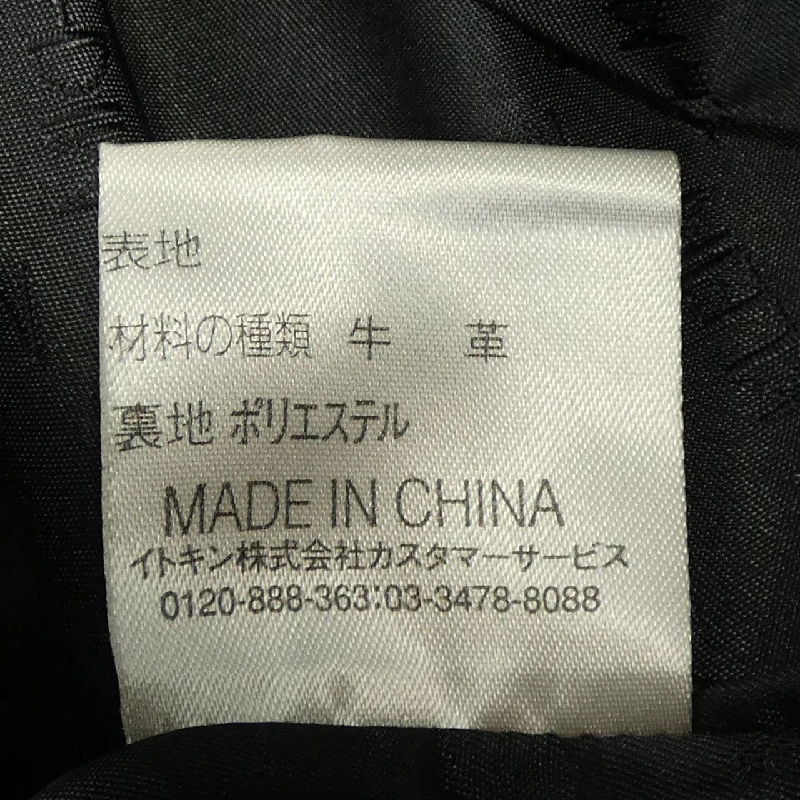 表地
材料の種類 牛 革
裏地 ポリエステル
MADE IN CHINA
イトキン株式会社カスタマーサービス
0120-888-363:03-3478-8088